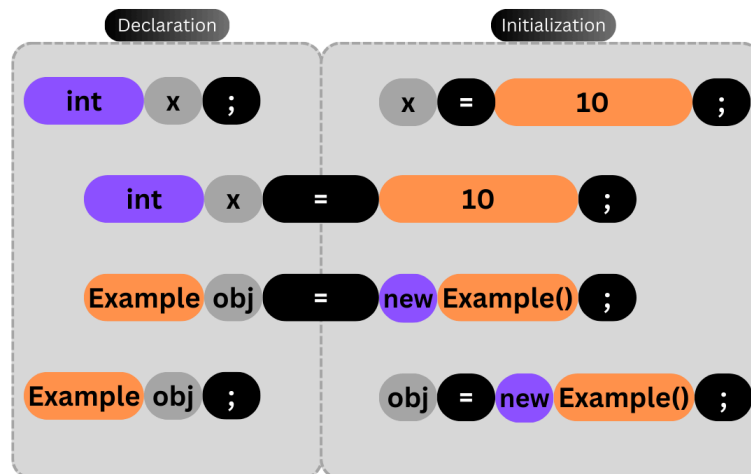 Declaration Initialization
int x ; x = 10 ;
int x = 10 ;
Example obj = new Example() ;
Example obj ; obj = new Example() ;